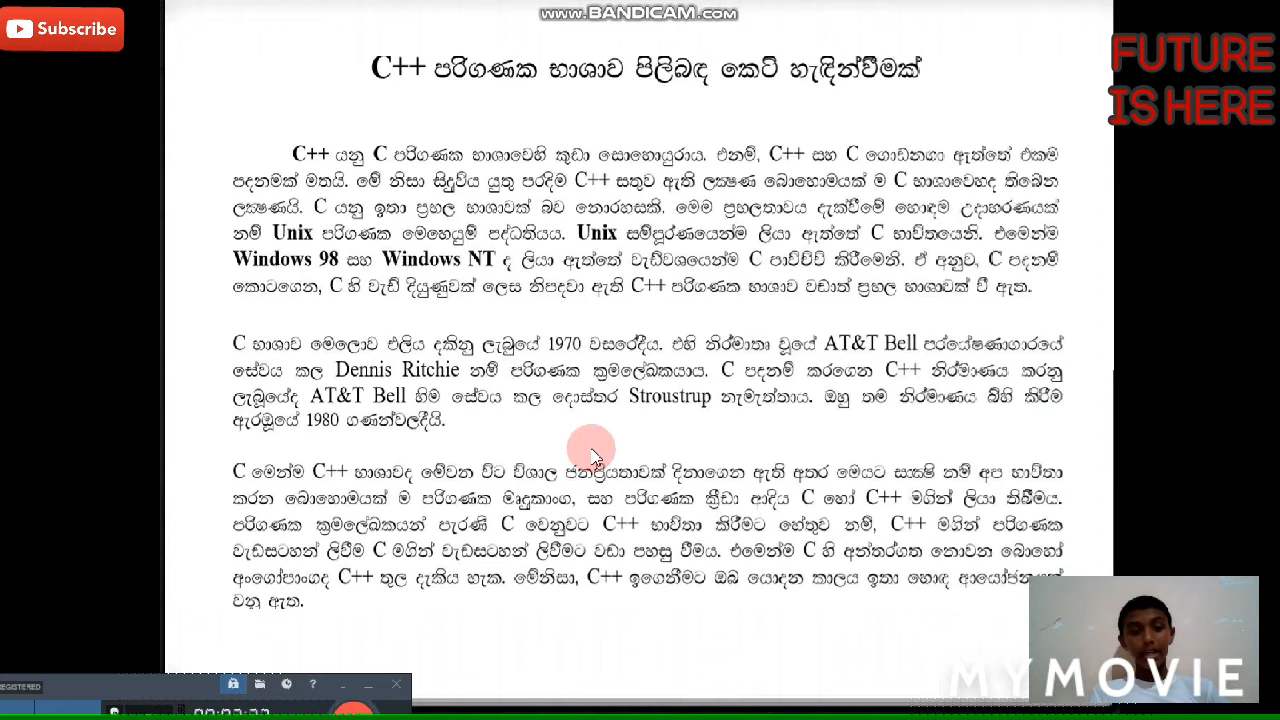 WWW.BANDICAM.COM
Subscribe
FUTURE
IS HERE
C++ පරිගණක භාශාව පිලිබඳ කෙටි හැඳින්වීමක්
C++ යනු C පරිගණක භාශාවෙහි කුඩා සොහොයුරාය. එනම්, C++ සහ C ගොඩනගා ඇත්තේ එකම
පදනමක් මතයි. මේ නිසා සිදුවිය යුතු පරදිම C++ සතුව ඇති ලක්‍ෂණ බොහොමයක් ම C භාශාවෙහද තිබෙන
ලක්‍ෂණයි. C යනු ඉතා ප්‍රභල භාශාවක් බව නොරහසකි. මෙම ප්‍රභලතාවය දැක්වීමේ හොඳම උදාහරණයක්
නම් Unix පරිගණක මෙහෙයුම් පද්ධතියය. Unix සම්පූර්ණයෙන්ම ලියා ඇත්තේ C භාවිතයෙනි. එමෙන්ම
Windows 98 සහ Windows NT ද ලියා ඇත්තේ වැඩිවශයෙන්ම C පාවිච්චි කිරීමෙනි. ඒ අනුව, C පදනම්
කොටගෙන, C හි වැඩි දියුණුවක් ලෙස නිපදවා ඇති C++ පරිගණක භාශාව වඩාත් ප්‍රභල භාශාවක් වී ඇත.
C භාශාව මෙලොව එලිය දකිනු ලැබුයේ 1970 වසරේදීය. එහි නිර්මාතෘ වූයේ AT&T Bell පර්යේෂණාගාරයේ
සේවය කල Dennis Ritchie නම් පරිගණක ක්‍රමලේඛකයාය. C පදනම් කරගෙන C++ නිර්මාණය කරනු
ලැබූයේද AT&T Bell හිම සේවය කල දොස්තර Stroustrup නැමැත්තාය. ඔහු තම නිර්මාණය බිහි කිරීම
ඇරඹූයේ 1980 ගණන්වලදීයි.
C මෙන්ම C++ භාශාවද මේවන විට විශාල ජනප්‍රියතාවක් දිනාගෙන ඇති අතර මෙයට සාක්‍ෂි නම් අප භාවිතා
කරන බොහොමයක් ම පරිගණක මෘදුකාංග, සහ පරිගණක ක්‍රීඩා ආදිය C හෝ C++ මගින් ලියා තිබීමය.
පරිගණක ක්‍රමලේඛකයන් පැරණි C වෙනුවට C++ භාවිතා කිරීමට හේතුව නම්, C++ මගින් පරිගණක
වැඩසටහන් ලිවීම C මගින් වැඩසටහන් ලිවීමට වඩා පහසු වීමය. එමෙන්ම C හි අන්තර්ගත නොවන බොහෝ
අංගෝපාංගද C++ තුල දැකිය හැක. මේනිසා, C++ ඉගෙනීමට ඔබ යොදන කාලය ඉතා හොඳ ආයෝජනයක්
වනු ඇත.
MYMOVIE